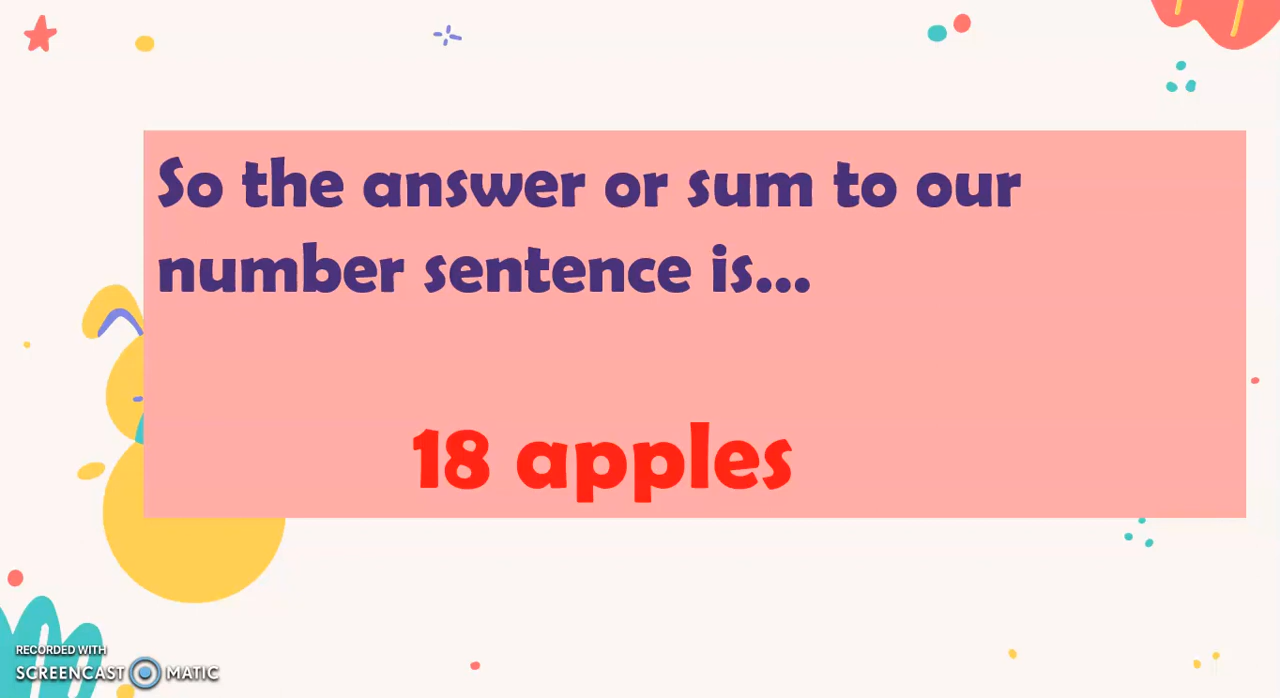 So the answer or sum to our
number sentence is...
18 apples
RECORDED WITH
SCREENCAST MATIC